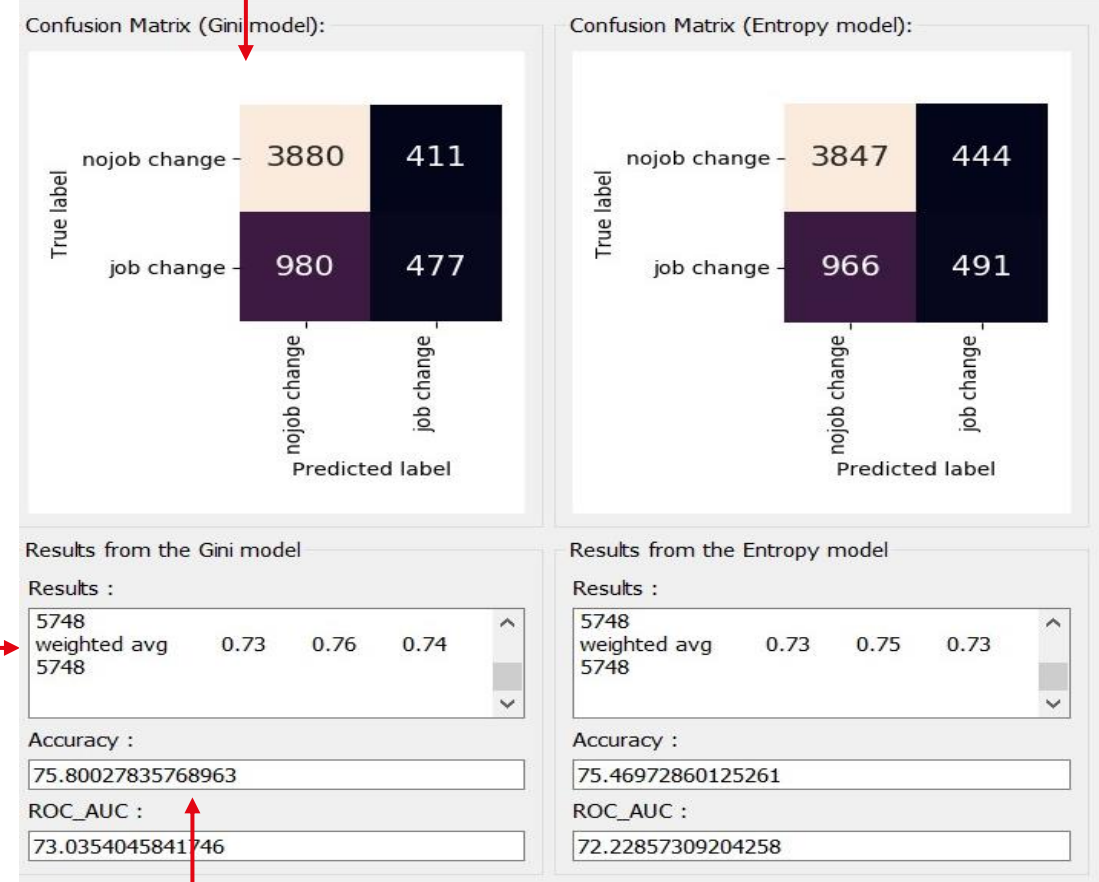 Confusion Matrix (Gini model):
nojob change
3880
411
job change
980
477
True label
nojob change
job change
Predicted label
Results from the Gini model
Results :
5748
weighted avg 0.73 0.76 0.74
5748
Accuracy :
75.80027835768963
ROC_AUC :
73.0354045841746
Confusion Matrix (Entropy model):
nojob change
3847
444
job change
966
491
True label
nojob change
job change
Predicted label
Results from the Entropy model
Results :
5748
weighted avg 0.73 0.75 0.73
5748
Accuracy :
75.46972860125261
ROC_AUC :
72.22857309204258